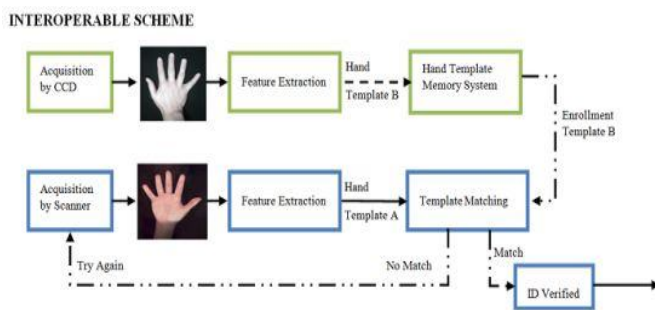 INTEROPERABLE SCHEME
Acquisition
by CCD
Feature Extraction
Hand
Template B
Hand Template
Memory System
Enrollment
Template B
Acquisition
by Scanner
Feature Extraction
Hand
Template A
Template Matching
Try Again
No Match
Match
ID Verified